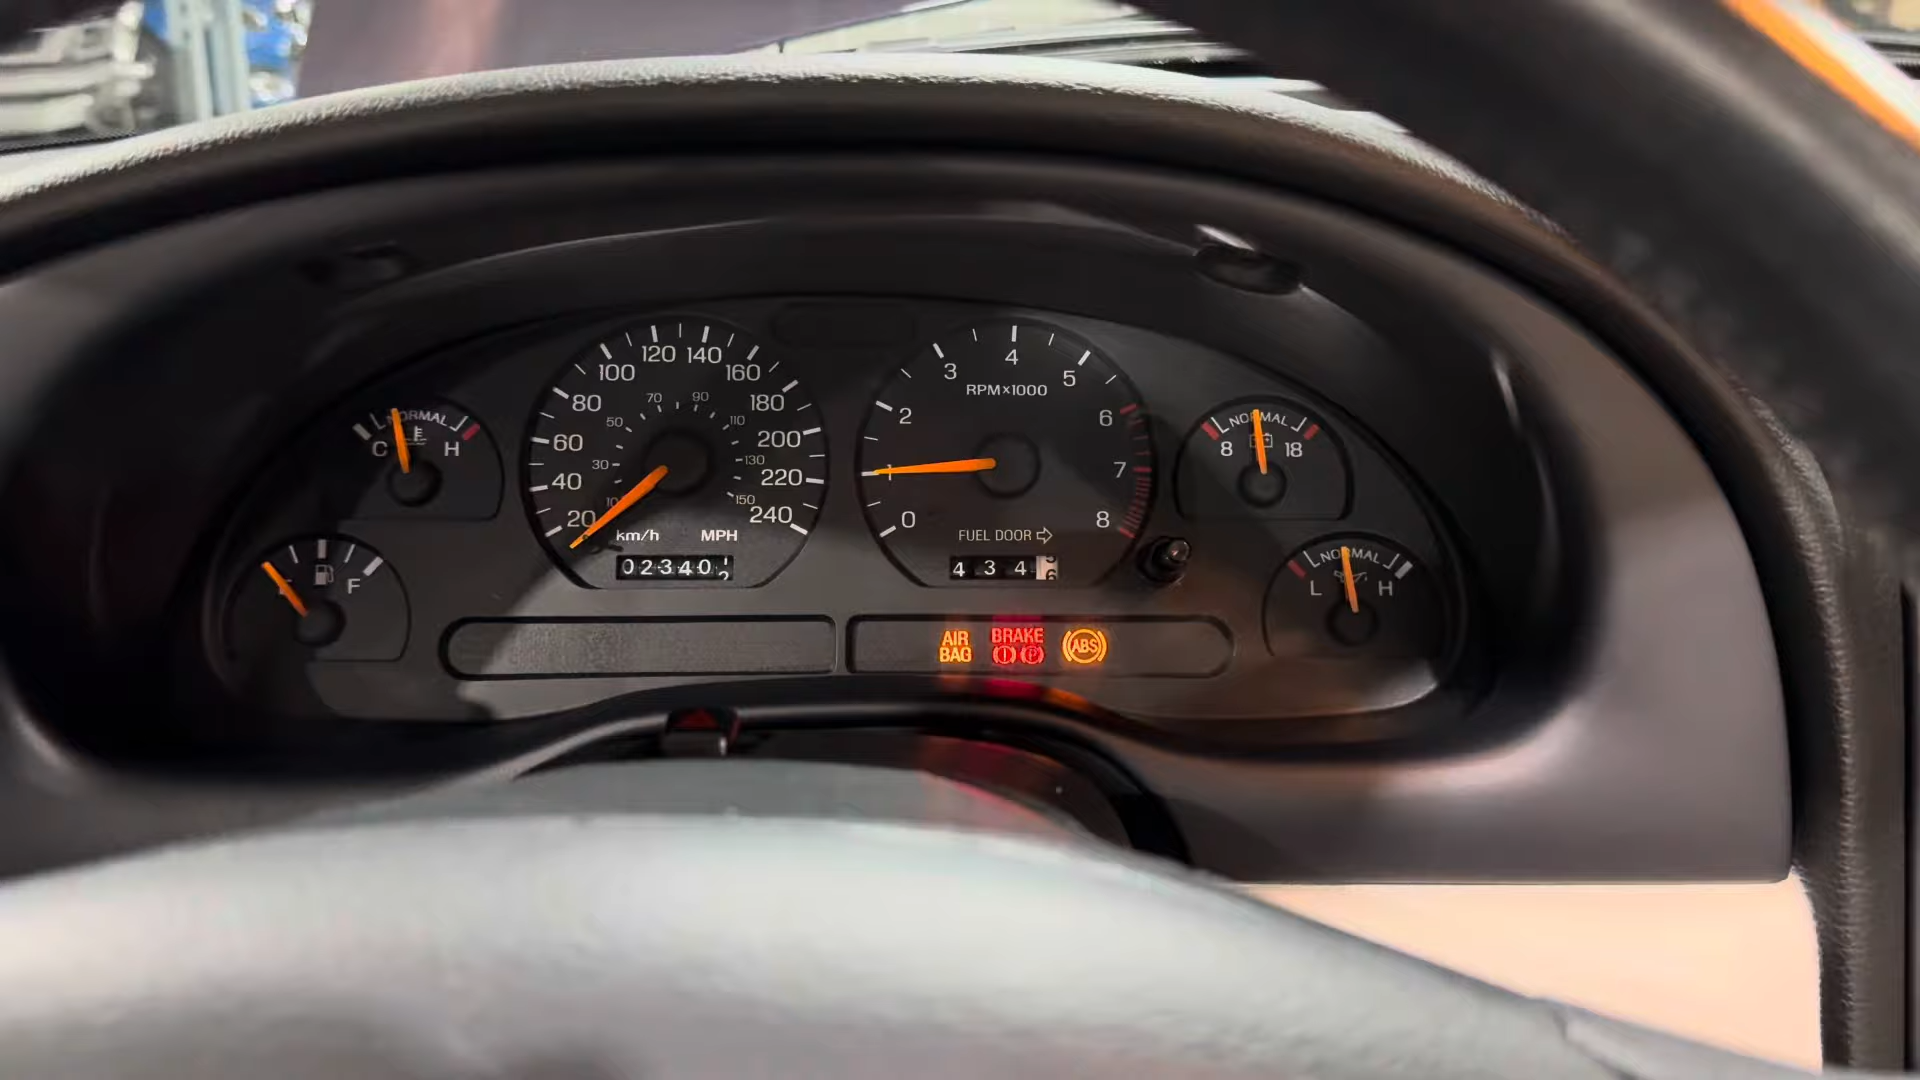 120 140
100 160
80 180
60 200
40 220
20 240
70 90
50 110
30 130
10 150
km/h MPH
02340
4
3 5
RPM×1000
2 6
1 7
0 8
FUEL DOOR
434
NORMAL
C H
NORMAL
8 18
F
NORMAL
L H
AIR
BAG
BRAKE
P
ABS